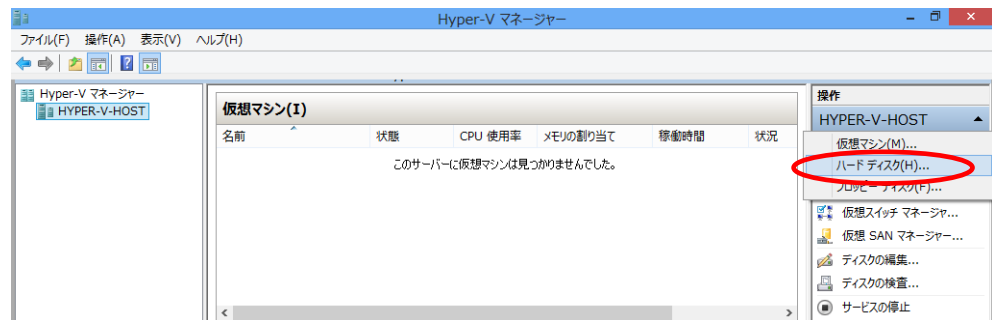 Hyper-V マネージャー
ファイル(F) 操作(A) 表示(V) ヘルプ(H)
Hyper-V マネージャー
HYPER-V-HOST
仮想マシン(I)
名前 状態 CPU 使用率 メモリの割り当て 稼働時間 状況
このサーバーに仮想マシンは見つかりませんでした。
操作
HYPER-V-HOST
仮想マシン(M)...
ハード ディスク(H)...
フロッピー ディスク(F)...
仮想スイッチ マネージャ...
仮想 SAN マネージャー...
ディスクの編集...
ディスクの検査...
サービスの停止